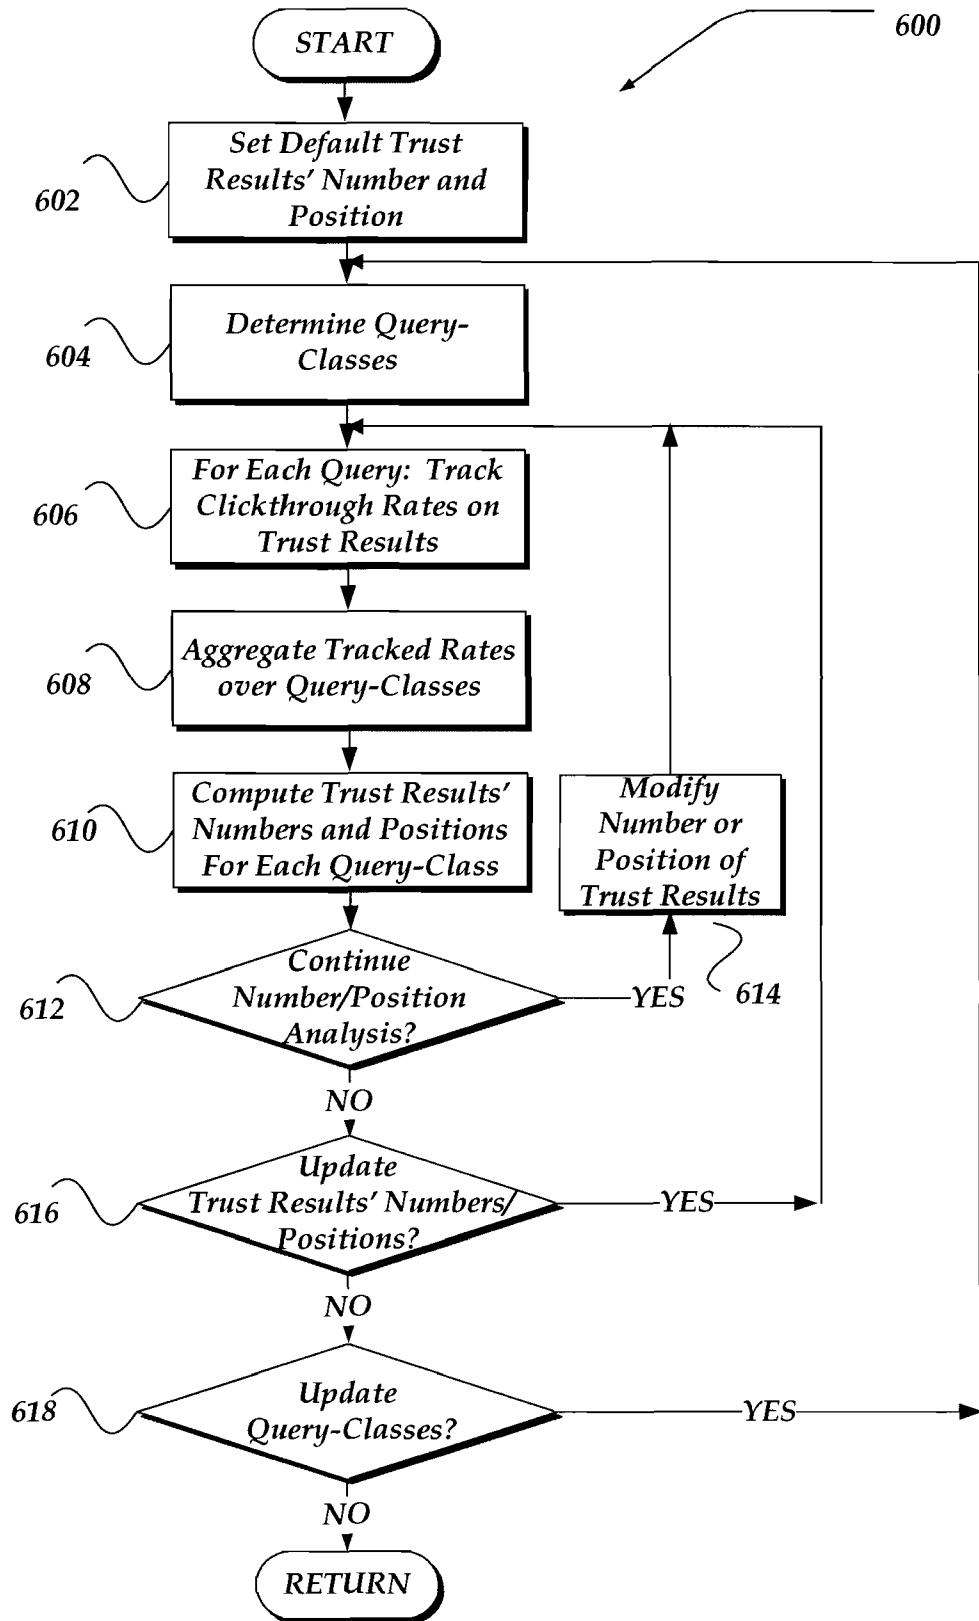 START
600
Set Default Trust
Results' Number and
Position
602
Determine Query-
Classes
604
For Each Query: Track
Clickthrough Rates on
Trust Results
606
Aggregate Tracked Rates
over Query-Classes
608
Compute Trust Results'
Numbers and Positions
For Each Query-Class
610
Modify
Number or
Position of
Trust Results
614
Continue
Number/Position
Analysis?
612
YES
NO
Update
Trust Results' Numbers/
Positions?
616
YES
NO
Update
Query-Classes?
618
YES
NO
RETURN